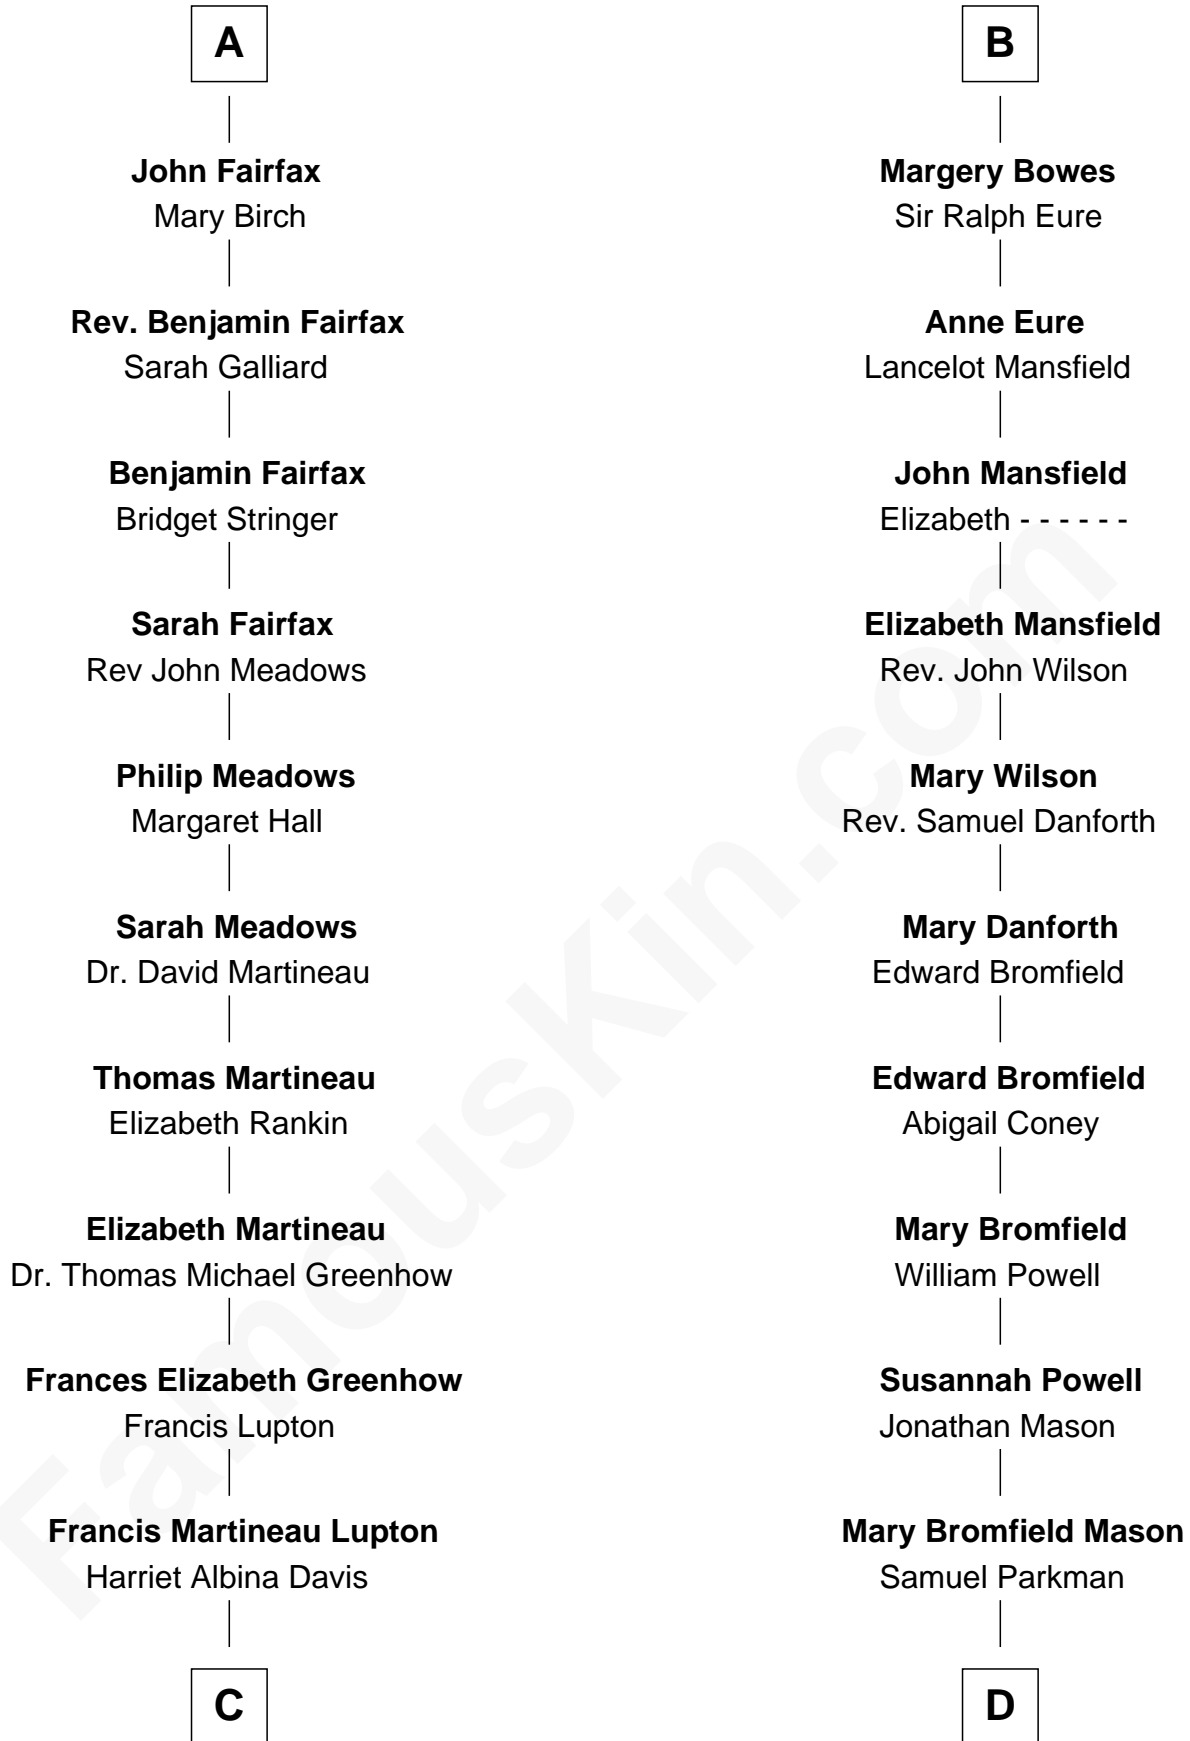 A
John Fairfax
Mary Birch
Rev. Benjamin Fairfax
Sarah Galliard
Benjamin Fairfax
Bridget Stringer
Sarah Fairfax
Rev John Meadows
Philip Meadows
Margaret Hall
Sarah Meadows
Dr. David Martineau
Thomas Martineau
Elizabeth Rankin
Elizabeth Martineau
Dr. Thomas Michael Greenhow
Frances Elizabeth Greenhow
Francis Lupton
Francis Martineau Lupton
Harriet Albina Davis
C
B
Margery Bowes
Sir Ralph Eure
Anne Eure
Lancelot Mansfield
John Mansfield
Elizabeth - - - - - -
Elizabeth Mansfield
Rev. John Wilson
Mary Wilson
Rev. Samuel Danforth
Mary Danforth
Edward Bromfield
Edward Bromfield
Abigail Coney
Mary Bromfield
William Powell
Susannah Powell
Jonathan Mason
Mary Bromfield Mason
Samuel Parkman
D
FamousKin.com